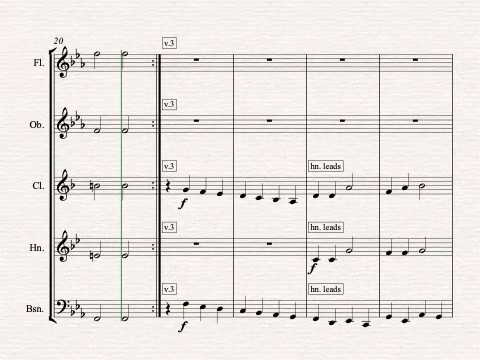 20
v.3
Fl.
v.3
Ob.
v.3
hn. leads
Cl.
f
v.3
hn. leads
Hn.
f
v.3
hn. leads
Bsn.
f